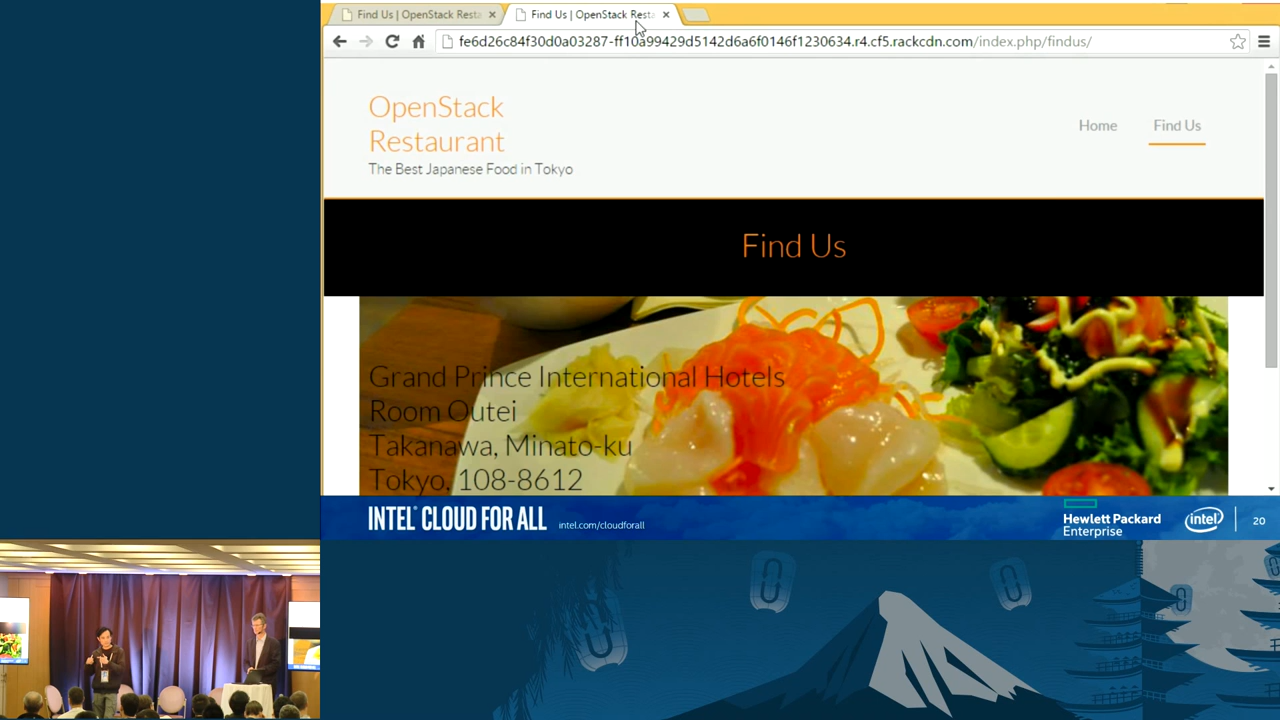 Find Us | OpenStack Resta
Find Us | OpenStack Resta
fe6d26c84f30d0a03287-ff10a99429d5142d6a6f0146f1230634.r4.cf5.rackcdn.com/index.php/findus/
OpenStack
Restaurant
The Best Japanese Food in Tokyo
Home
Find Us
Find Us
Grand Prince International Hotels
Room Outei
Takanawa, Minato-ku
Tokyo, 108-8612
INTEL® CLOUD FOR ALL
intel.com/cloudforall
Hewlett Packard
Enterprise
intel
20